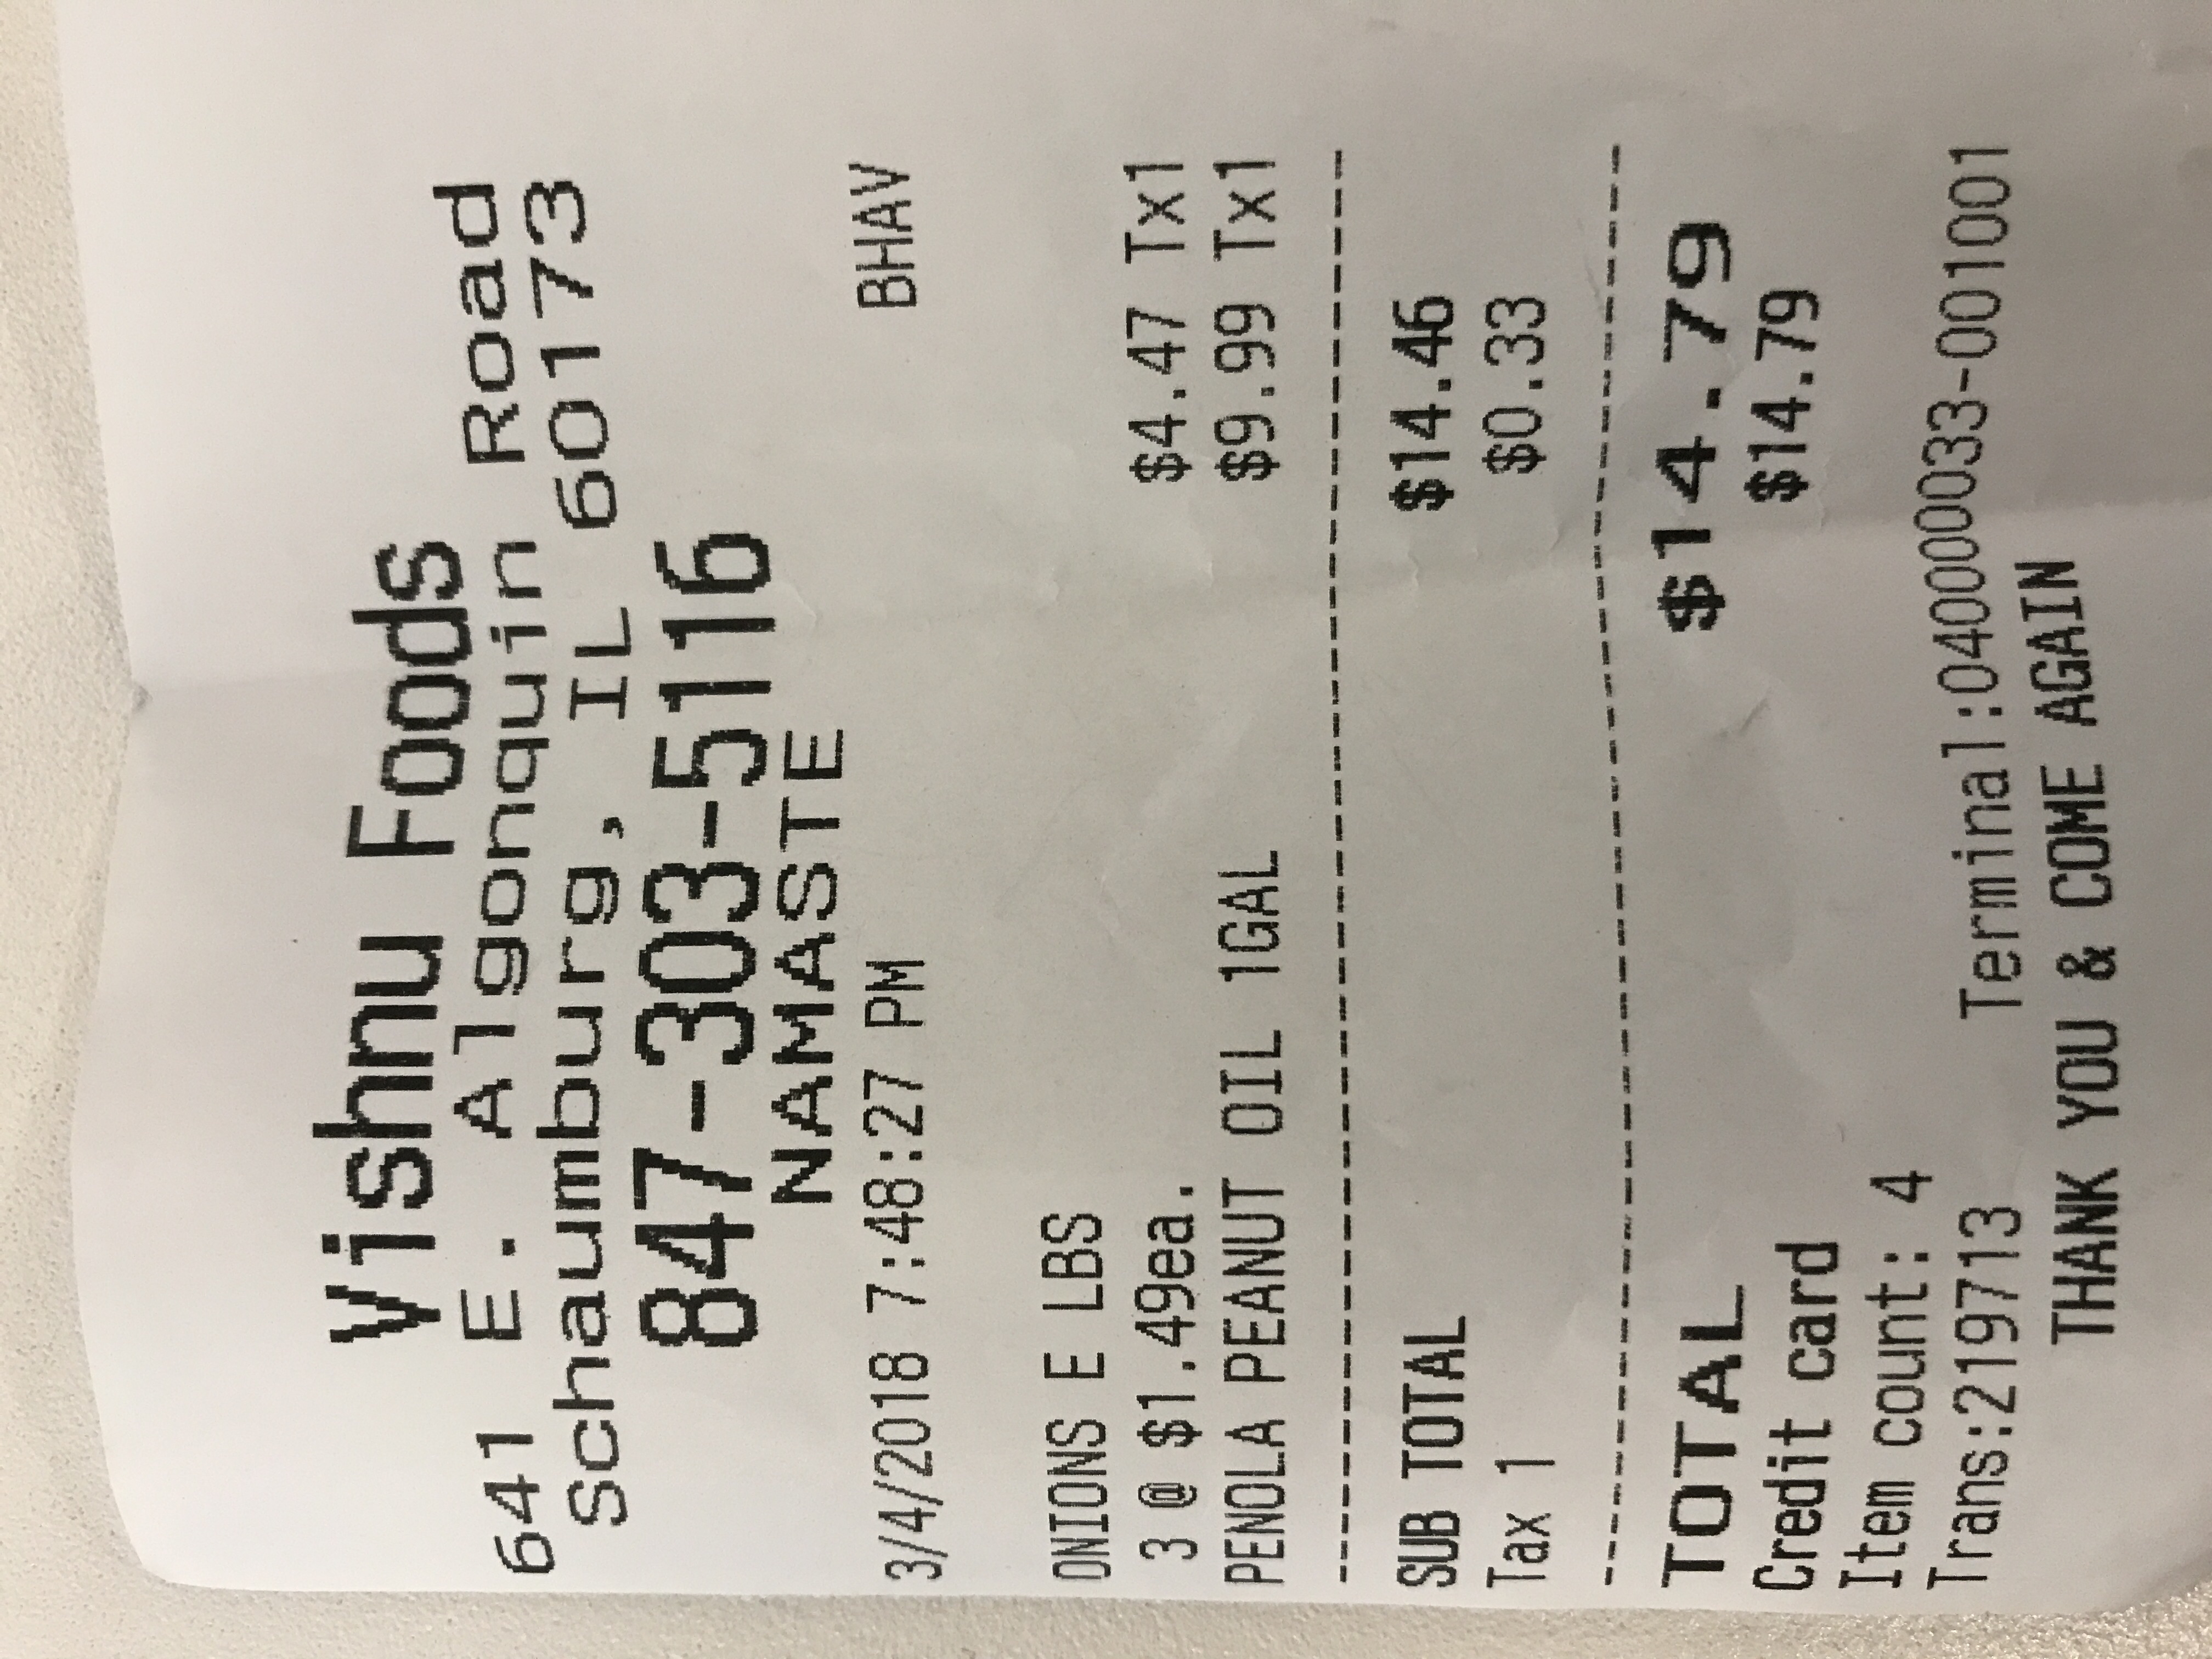 Vishnu Foods
641 E. Algonquin Road
Schaumburg, IL 60173
847-303-5116
NAMASTE
3/4/2018 7:48:27 PM BHAV
ONIONS E LBS
3 @ $1.49ea. $4.47 Tx1
PENOLA PEANUT OIL 1GAL $9.99 Tx1
SUB TOTAL $14.46
Tax 1 $0.33
TOTAL $14.79
Credit card $14.79
Item count: 4
Trans:219713 Terminal:040000033-001001
THANK YOU & COME AGAIN